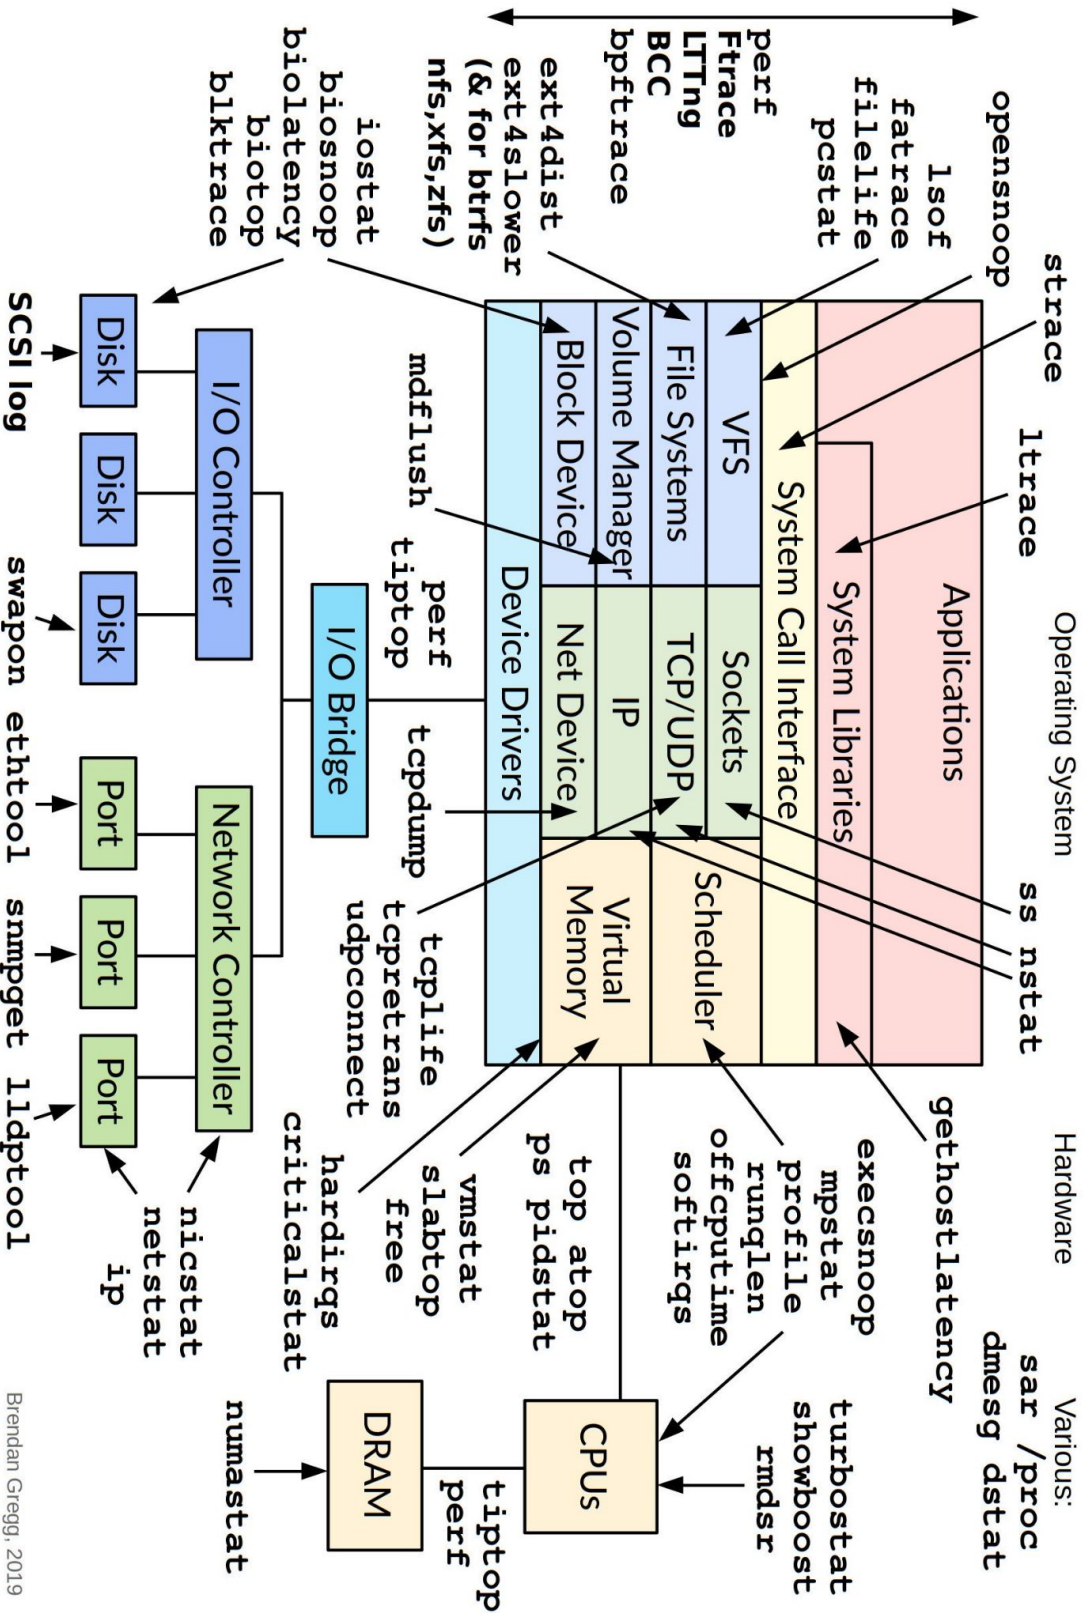 Operating System
Hardware
Various:
sar /proc
dmesg dstat
opensnoop
strace
ltrace
ss nstat
gethostlatency
lsof
fatrace
filelife
pcstat
perf
Ftrace
LTTng
BCC
bpftrace
ext4dist
ext4slower
(& for btrfs
nfs,xfs,zfs)
iostat
biosnoop
biolatency
biotop
blktrace
Applications
System Libraries
System Call Interface
VFS
Sockets
Scheduler
File Systems
TCP/UDP
Volume Manager
IP
Virtual
Memory
Block Device
Net Device
Device Drivers
execsnoop
mpstat
profile
runqlen
offcputime
softirqs
turbostat
showboost
rmdsr
CPUs
top atop
ps pidstat
tiptop
perf
vmstat
slabtop
free
DRAM
hardirqs
criticalstat
numastat
mdflush
perf
tiptop
tcpdump
tcplife
tcpretrans
udpconnect
I/O Bridge
I/O Controller
Network Controller
nicstat
netstat
ip
Disk
Disk
Disk
Port
Port
Port
SCSI log
swapon
ethtool
snmpget
lldptool
Brendan Gregg, 2019